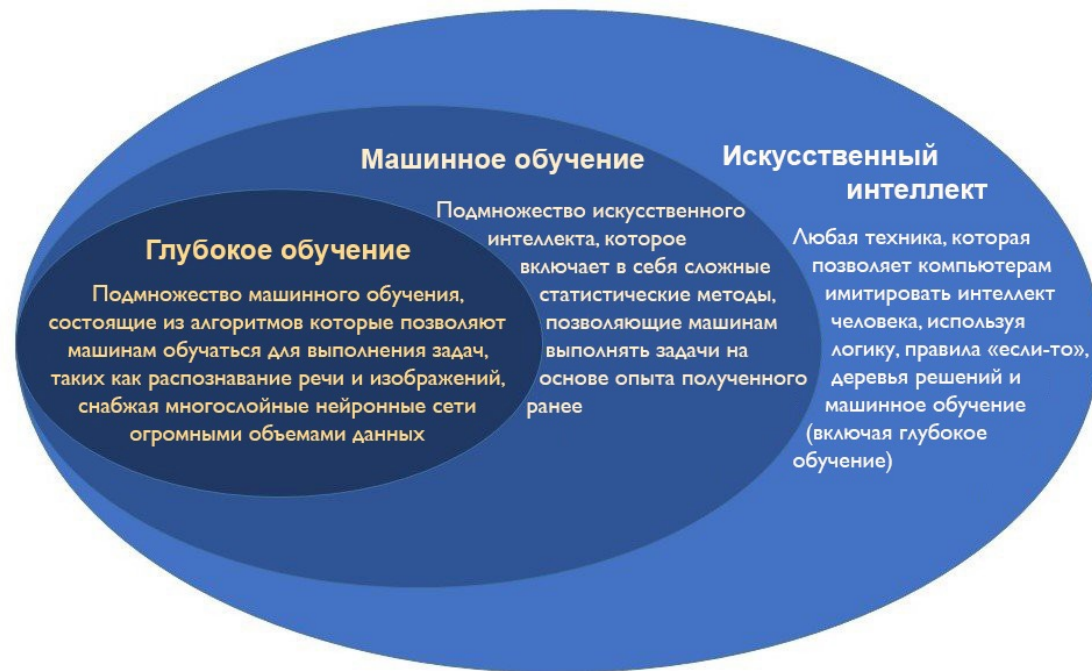 Машинное обучение
Подмножество искусственного
интеллекта, которое
включает в себя сложные
статистические методы,
позволяющие машинам
выполнять задачи на
основе опыта полученного
ранее
Искусственный
интеллект
Любая техника, которая
позволяет компьютерам
имитировать интеллект
человека, используя
логику, правила «если-то»,
деревья решений и
машинное обучение
(включая глубокое
обучение)
Глубокое обучение
Подмножество машинного обучения,
состоящие из алгоритмов которые позволяют
машинам обучаться для выполнения задач,
таких как распознавание речи и изображений,
снабжая многослойные нейронные сети
огромными объемами данных